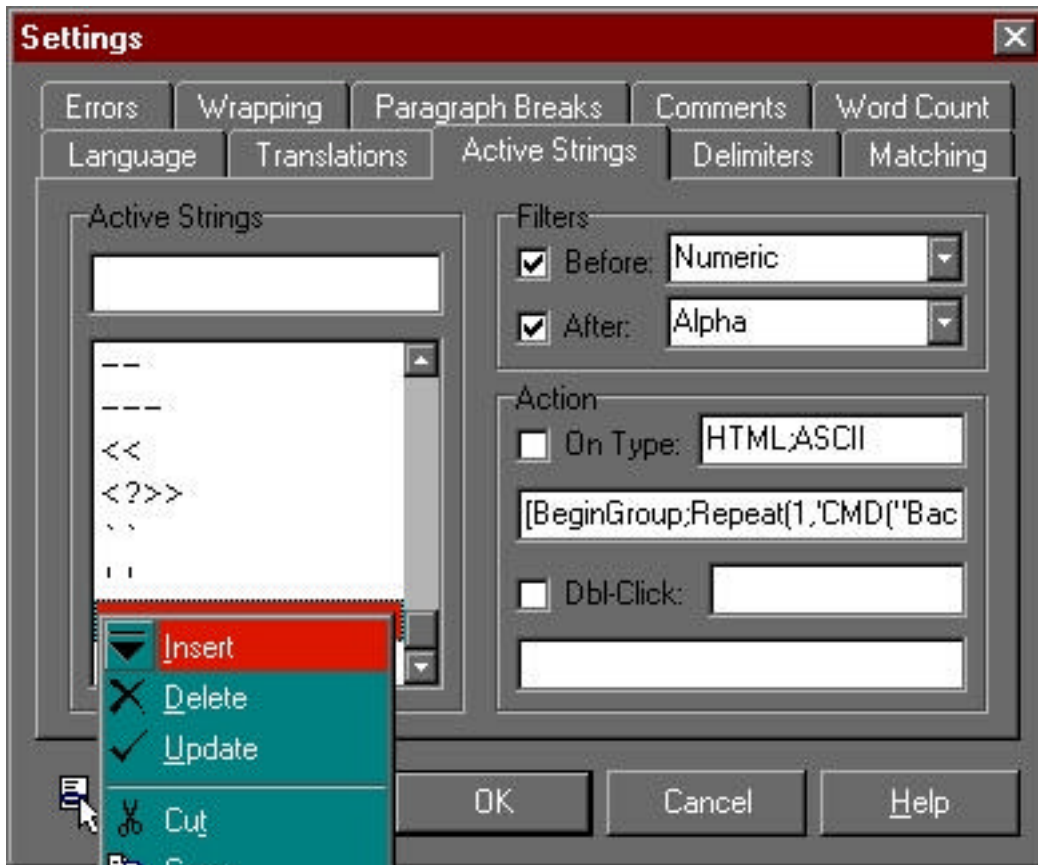 Settings
Errors Wrapping Paragraph Breaks Comments Word Count
Language Translations Active Strings Delimiters Matching
Active Strings
--
---
<<
<?>>
``
''
Filters
Before: Numeric
After: Alpha
Action
On Type: HTML;ASCII
[BeginGroup;Repeat(1,'CMD("Bac
Dbl-Click:
Insert
Delete
Update
Cut
OK Cancel Help